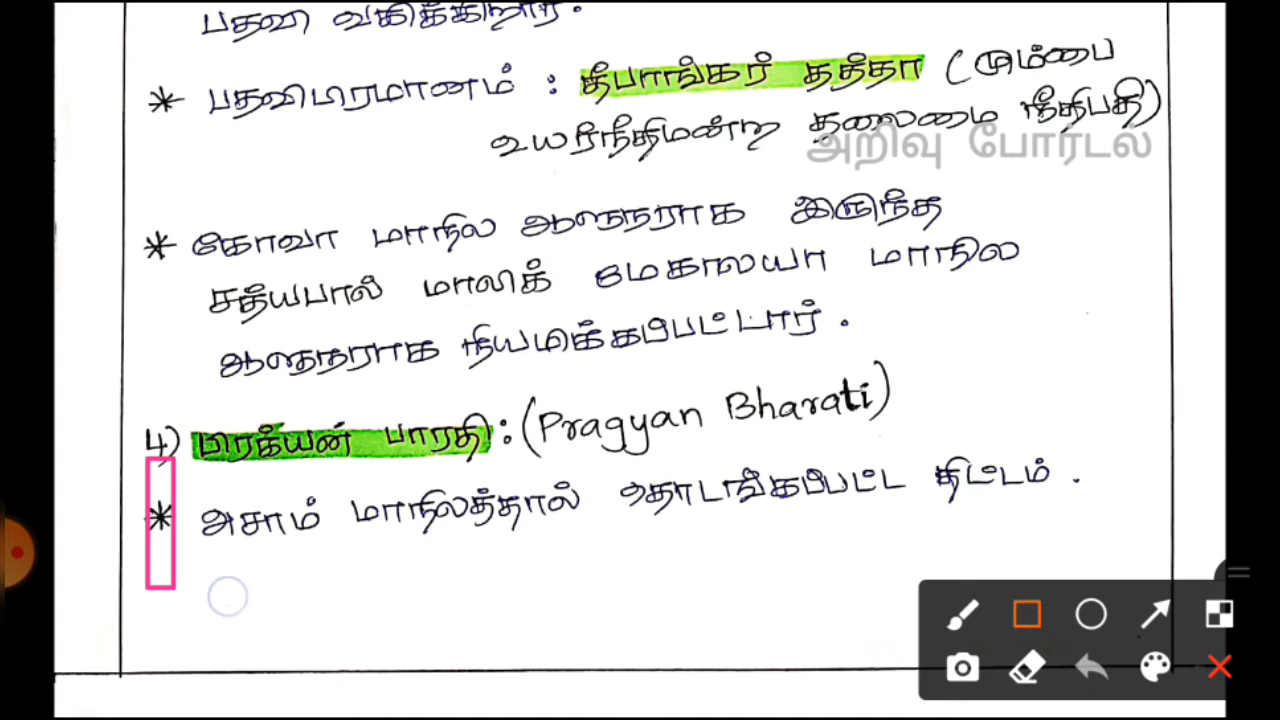 பதவி வகிக்கிறார்.
* பதவிபிரமாணம் : தீபாங்கர் தத்தா (மும்பை
உயர்நீதிமன்ற தலைமை நீதிபதி)
அறிவு போர்டல்
* கோவா மாநில ஆளுநராக இருந்த
சத்யபால் மாலிக் மேகாலயா மாநில
ஆளுநராக நியமிக்கப்பட்டார்.
4) பிரக்யன் பாரதி : (Pragyan Bharati)
* அசாம் மாநிலத்தால் தொடங்கப்பட்ட திட்டம்.